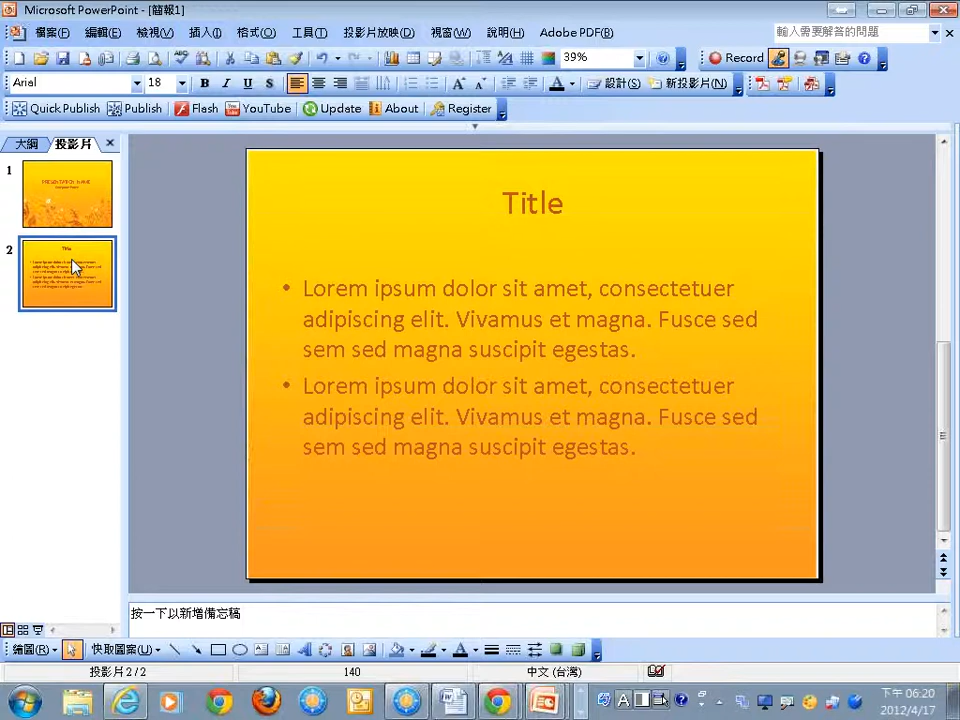 Microsoft PowerPoint - [簡報1]
檔案(F) 編輯(E) 檢視(V) 插入(I) 格式(O) 工具(T) 投影片放映(D) 視窗(W) 說明(H) Adobe PDF(B) 輸入需要解答的問題
39% Record
Arial 18 B I U S A A A 設計(S) 新投影片(N)
Quick Publish Publish Flash YouTube Update About Register
大綱 投影片
1
PRESENTATION NAME
2
Title
Title
• Lorem ipsum dolor sit amet, consectetuer
adipiscing elit. Vivamus et magna. Fusce sed
sem sed magna suscipit egestas.
• Lorem ipsum dolor sit amet, consectetuer
adipiscing elit. Vivamus et magna. Fusce sed
sem sed magna suscipit egestas.
按一下以新增備忘稿
繪圖(R) 快取圖案(U) A
投影片 2 / 2 140 中文 (台灣)
下午 06:20
2012/4/17